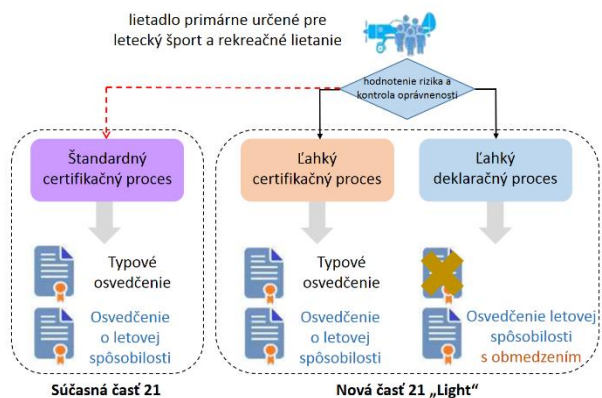 lietadlo primárne určené pre
letecký šport a rekreačné lietanie
hodnotenie rizika a
kontrola oprávnenosti
Štandardný
certifikačný proces
Typové
osvedčenie
Osvedčenie
o letovej
spôsobilosti
Súčasná časť 21
Ľahký
certifikačný proces
Typové
osvedčenie
Osvedčenie
o letovej
spôsobilosti
Ľahký
deklaračný proces
Osvedčenie letovej
spôsobilosti
s obmedzením
Nová časť 21 „Light“